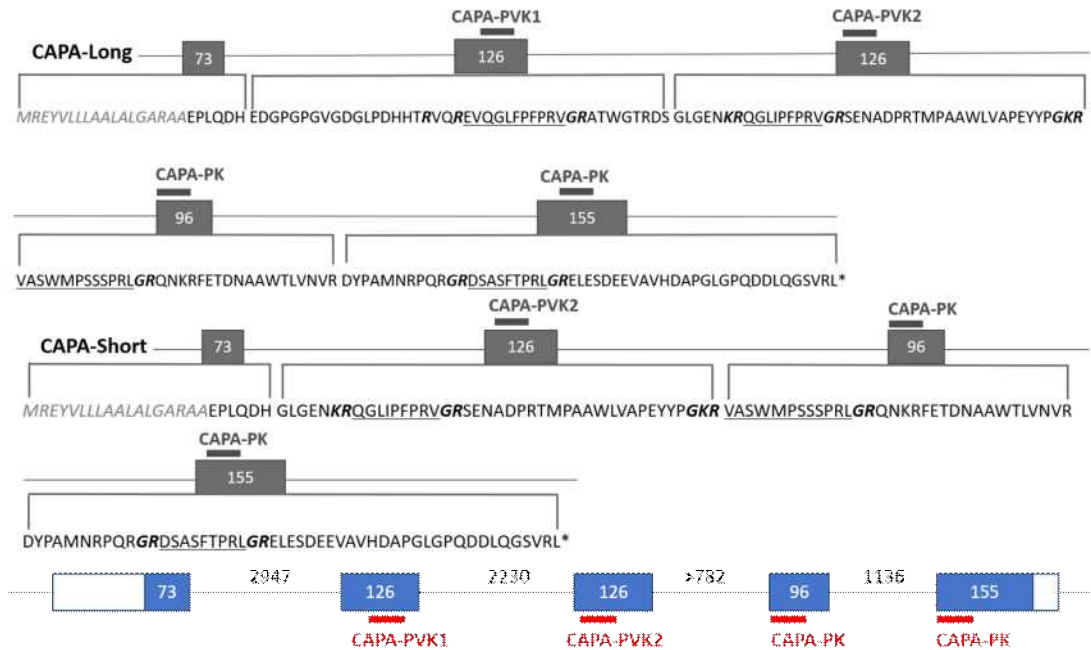 CAPA-PVK1 CAPA-PVK2
CAPA-Long 73 126 126
MREYVLLLAALALGARAAEPLQDH EDGPGPGVGDGLPDHHTRVQREVQGLFPFPRVGRATWGTRDS GLGENKRQGLIPFPRVGRSENADPRTMPAAWLVAPEYYPGKR
CAPA-PK CAPA-PK
96 155
VASWMPSSSPRLGRQNKRFETDNAAWTLVNVR DYPAMNRPQRGRDSASFTPRLGRELESDEEVAVHDAPGLGPQDDLQGSVRL*
CAPA-PVK2 CAPA-PK
CAPA-Short 73 126 96
MREYVLLLAALALGARAAEPLQDH GLGENKRQGLIPFPRVGRSENADPRTMPAAWLVAPEYYPGKR VASWMPSSSPRLGRQNKRFETDNAAWTLVNVR
CAPA-PK
155
DYPAMNRPQRGRDSASFTPRLGRELESDEEVAVHDAPGLGPQDDLQGSVRL*
2947 2230 >782 1136
73 126 126 96 155
CAPA-PVK1 CAPA-PVK2 CAPA-PK CAPA-PK